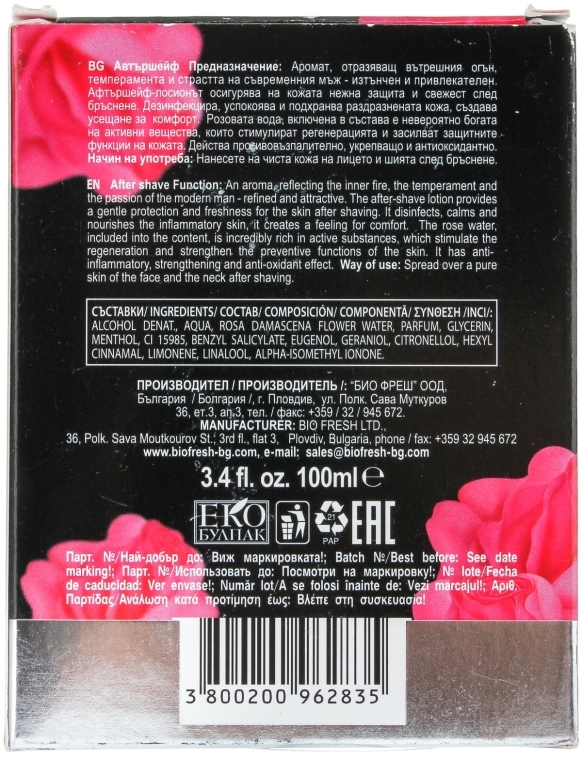 BG Автършейф Предназначение: Аромат, отразяващ вътрешния огън,
темперамента и страстта на съвременния мъж - изтънчен и привлекателен.
Афтършейф-лосионът осигурява на кожата нежна защита и свежест след
бръснене. Дезинфекцира, успокоява и подхранва раздразнената кожа, създава
усещане за комфорт. Розовата вода, включена в състава е невероятно богата
на активни вещества, които стимулират регенерацията и засилват защитните
функции на кожата. Действа противовъзпалително, укрепващо и антиоксидантно.
Начин на употреба: Нанесете на чиста кожа на лицето и шията след бръснене.
EN After shave Function: An aroma, reflecting the inner fire, the temperament and
the passion of the modern man - refined and attractive. The after-shave lotion provides
a gentle protection and freshness for the skin after shaving. It disinfects, calms and
nourishes the inflammatory skin, it creates a feeling for comfort. The rose water,
included into the content, is incredibly rich in active substances, which stimulate the
regeneration and strengthen the preventive functions of the skin. It has anti-
inflammatory, strengthening and anti-oxidant effect. Way of use: Spread over a pure
skin of the face and the neck after shaving.
СЪСТАВКИ/ INGREDIENTS/ СОСТАВ/ COMPOSICIÓN/ COMPONENTĂ/ ΣΥΝΘΕΣΗ /INCI/:
ALCOHOL DENAT., AQUA, ROSA DAMASCENA FLOWER WATER, PARFUM, GLYCERIN,
MENTHOL, CI 15985, BENZYL SALICYLATE, EUGENOL, GERANIOL, CITRONELLOL, HEXYL
CINNAMAL, LIMONENE, LINALOOL, ALPHA-ISOMETHYL IONONE.
ПРОИЗВОДИТЕЛ / ПРОИЗВОДИТЕЛЬ /: “БИО ФРЕШ” ООД,
България / Болгария /, г. Пловдив, ул. Полк. Сава Муткуров
36, ет.3, ап.3, тел. / факс: +359 / 32 / 945 672.
MANUFACTURER: BIO FRESH LTD.,
36, Polk. Sava Moutkourov St., 3rd fl., flat 3, Plovdiv, Bulgaria, phone / fax: +359 32 945 672
www.biofresh-bg.com, e-mail: sales@biofresh-bg.com
3.4 fl. oz. 100ml ℮
ЕКО
БУЛПАК
21
PAP
EAC
Парт. №/Най-добър до: Виж маркировката!; Batch №/Best before: See date
marking!; Парт. №/Использовать до: Посмотри на маркировку!; № lote/Fecha
de caducidad: Ver envase!; Număr lot/A se folosi înainte de: Vezi marcajul!; Αριθ.
Παρτίδας/Ανάλωση κατά προτίμηση έως: Βλέπε στη συσκευασία!
3 800200 962835